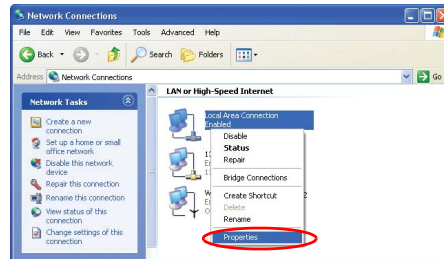 Network Connections
File Edit View Favorites Tools Advanced Help
Back Search Folders
Address Network Connections Go
Network Tasks
Create a new
connection
Set up a home or small
office network
Disable this network
device
Repair this connection
Rename this connection
View status of this
connection
Change settings of this
connection
LAN or High-Speed Internet
Local Area Connection
Enabled
Disable
Status
Repair
Bridge Connections
Create Shortcut
Delete
Rename
Properties